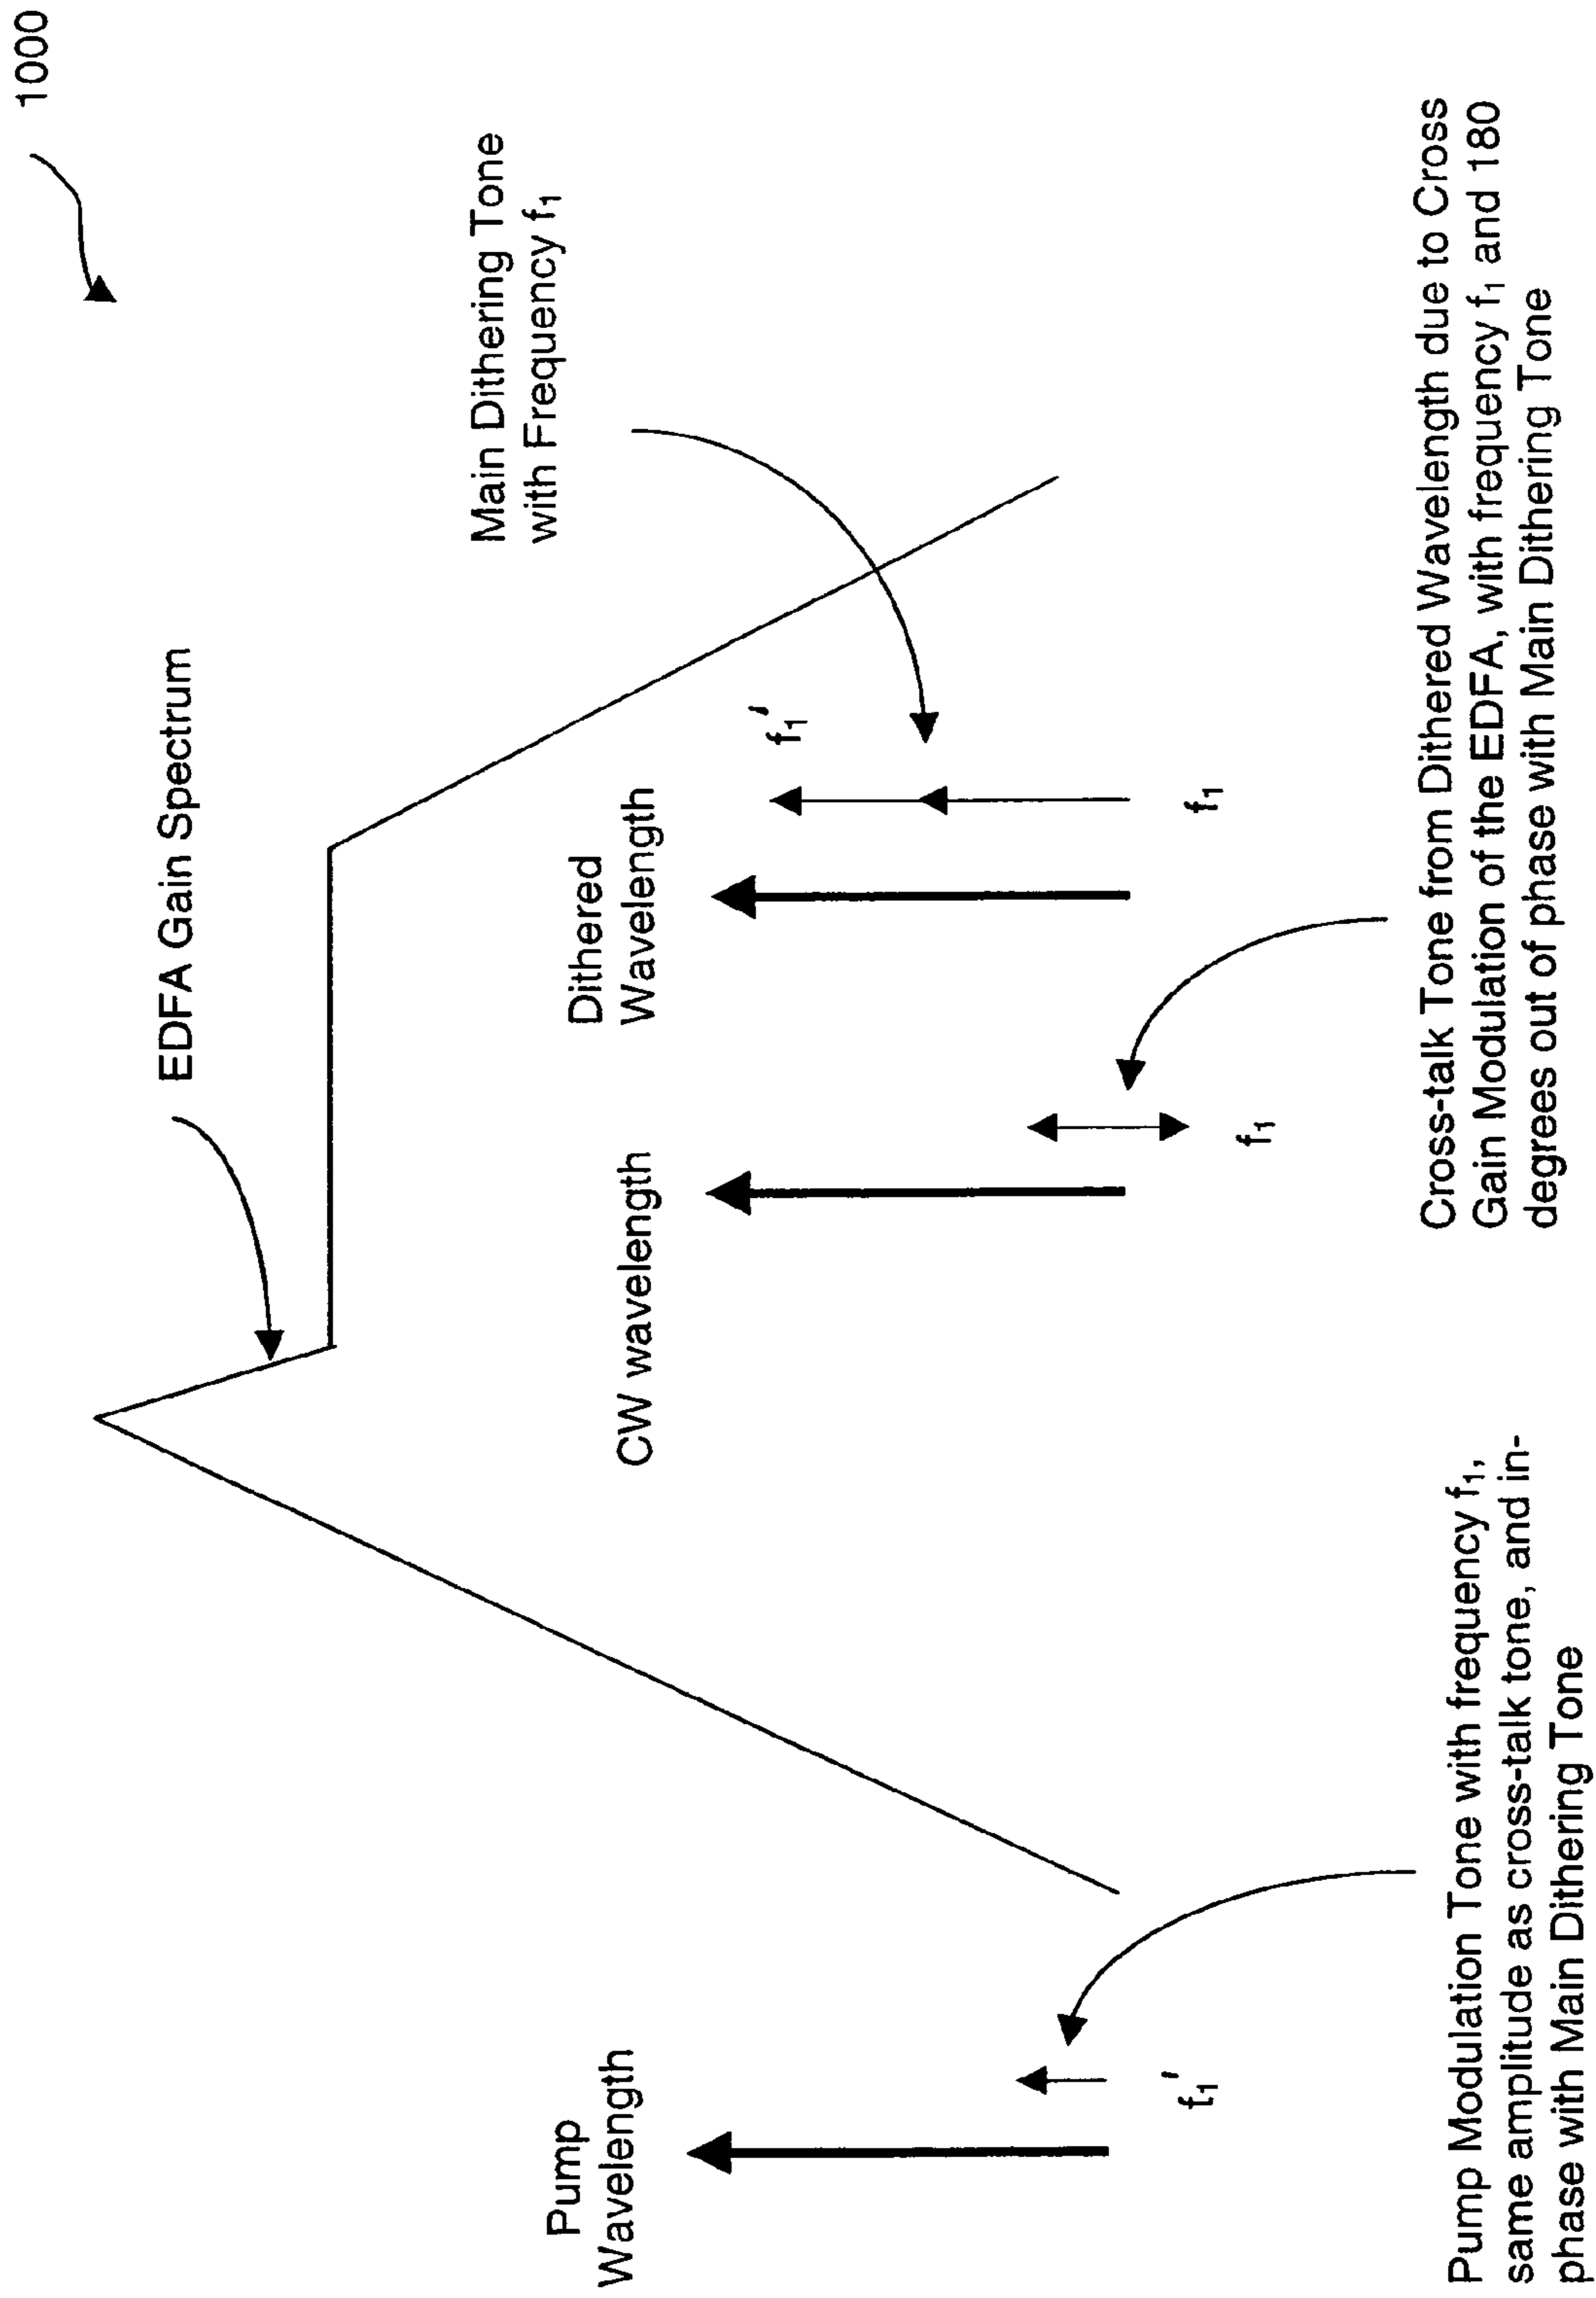 1000
EDFA Gain Spectrum
Main Dithering Tone
with Frequency f₁
Pump
Wavelength
CW wavelength
Dithered
Wavelength
f₁'
f₁'
f₁
f₁
Pump Modulation Tone with frequency f₁,
same amplitude as cross-talk tone, and in-
phase with Main Dithering Tone
Cross-talk Tone from Dithered Wavelength due to Cross
Gain Modulation of the EDFA, with frequency f₁ and 180
degrees out of phase with Main Dithering Tone